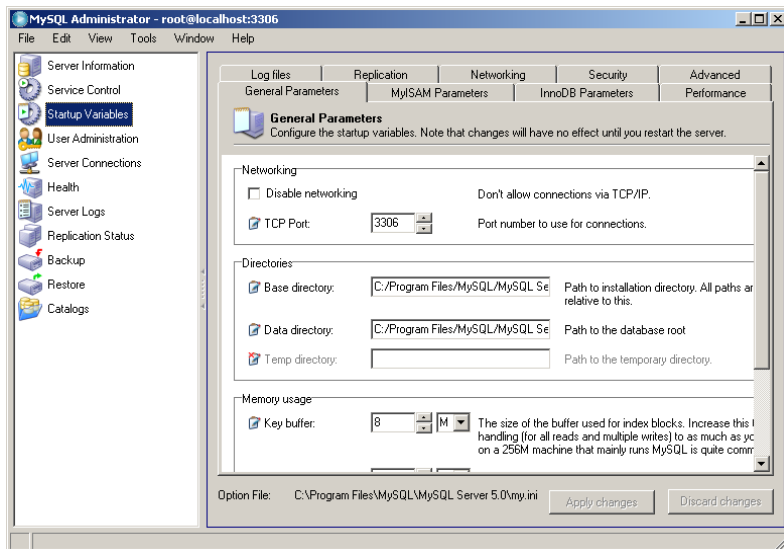 MySQL Administrator - root@localhost:3306
File Edit View Tools Window Help
Server Information
Service Control
Startup Variables
User Administration
Server Connections
Health
Server Logs
Replication Status
Backup
Restore
Catalogs
Log files Replication Networking Security Advanced
General Parameters MyISAM Parameters InnoDB Parameters Performance
General Parameters
Configure the startup variables. Note that changes will have no effect until you restart the server.
Networking
Disable networking Don't allow connections via TCP/IP.
TCP Port: 3306 Port number to use for connections.
Directories
Base directory: C:/Program Files/MySQL/MySQL Se Path to installation directory. All paths ar
relative to this.
Data directory: C:/Program Files/MySQL/MySQL Se Path to the database root
Temp directory: Path to the temporary directory.
Memory usage
Key buffer: 8 M The size of the buffer used for index blocks. Increase this
handling (for all reads and multiple writes) to as much as yo
on a 256M machine that mainly runs MySQL is quite comm
Option File: C:\Program Files\MySQL\MySQL Server 5.0\my.ini Apply changes Discard changes